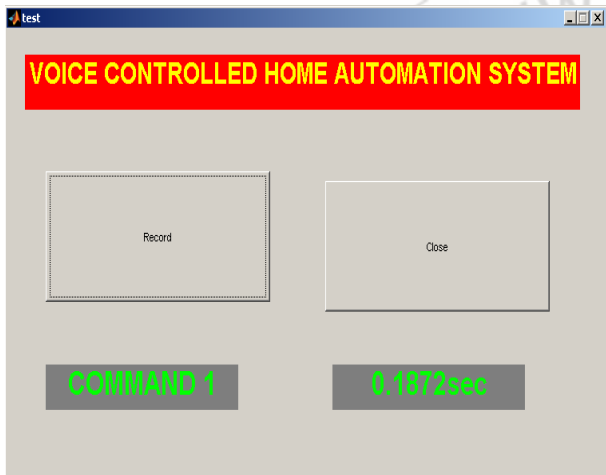 test
VOICE CONTROLLED HOME AUTOMATION SYSTEM
Record
Close
COMMAND 1
0.1872sec